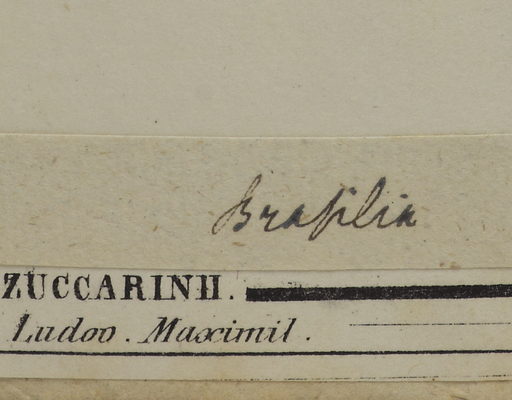 Brasilia
ZUCCARINII.
Ludov. Maximil.